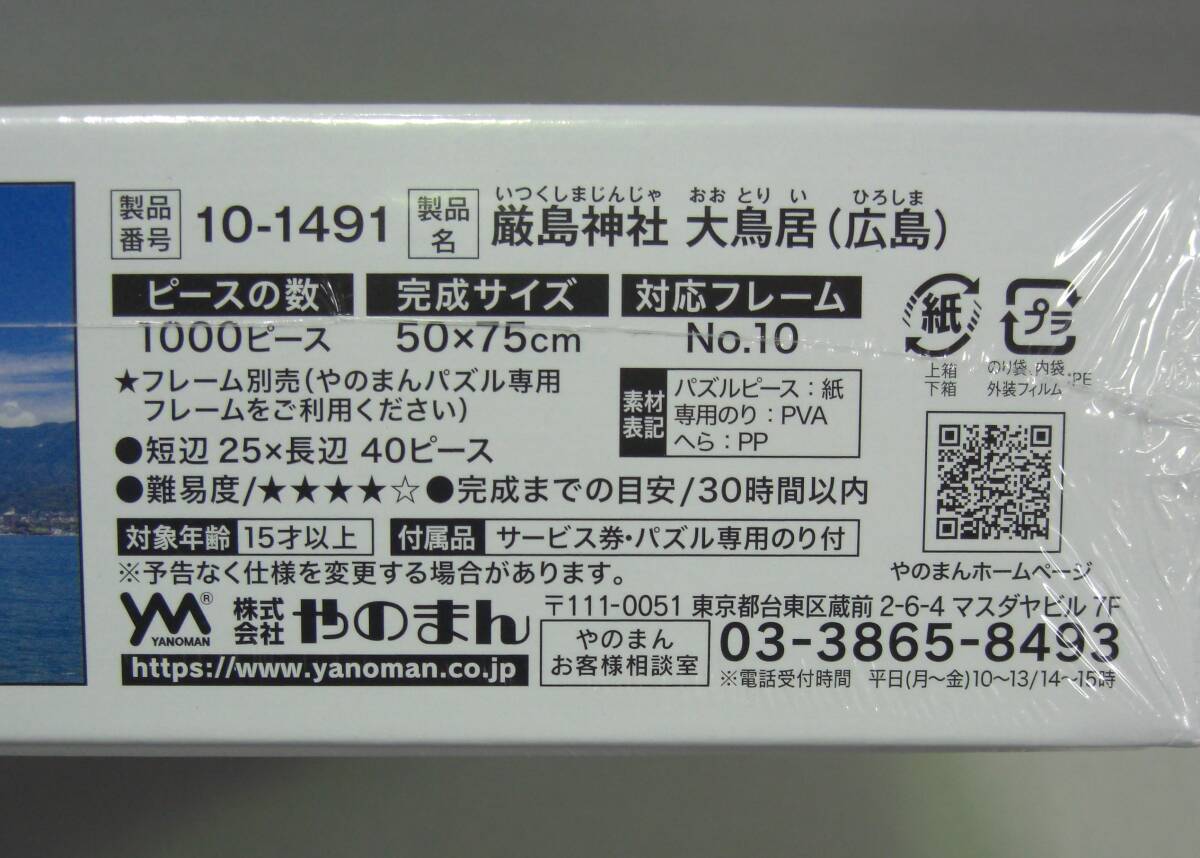 製品番号 10-1491 製品名 厳島神社 大鳥居(広島)
いつくしまじんじゃ おおとりい ひろしま
ピースの数 完成サイズ 対応フレーム
1000ピース 50×75cm No.10
★フレーム別売(やのまんパズル専用
フレームをご利用ください)
●短辺 25×長辺 40ピース
素材表記
パズルピース:紙
専用のり:PVA
へら:PP
紙
上箱
下箱
プラ
のり袋、内袋
外装フィルム:PE
●難易度/★★★★☆ ●完成までの目安/30時間以内
対象年齢 15才以上 付属品 サービス券・パズル専用のり付
※予告なく仕様を変更する場合があります。
やのまんホームページ
YM® YANOMAN 株式会社 やのまん
https://www.yanoman.co.jp
〒111-0051 東京都台東区蔵前 2-6-4 マスダヤビル 7F
やのまん
お客様相談室
03-3865-8493
※電話受付時間 平日(月〜金)10〜13/14〜15時